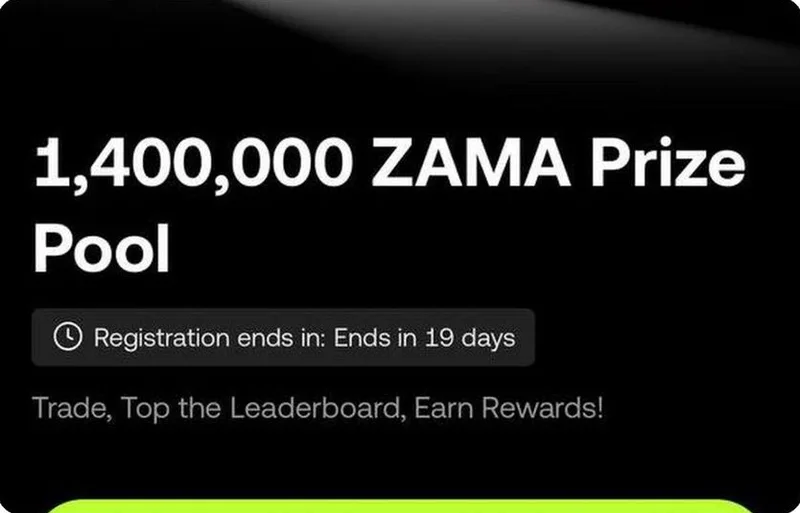 1,400,000 ZAMA Prize
Pool
Registration ends in: Ends in 19 days
Trade, Top the Leaderboard, Earn Rewards!